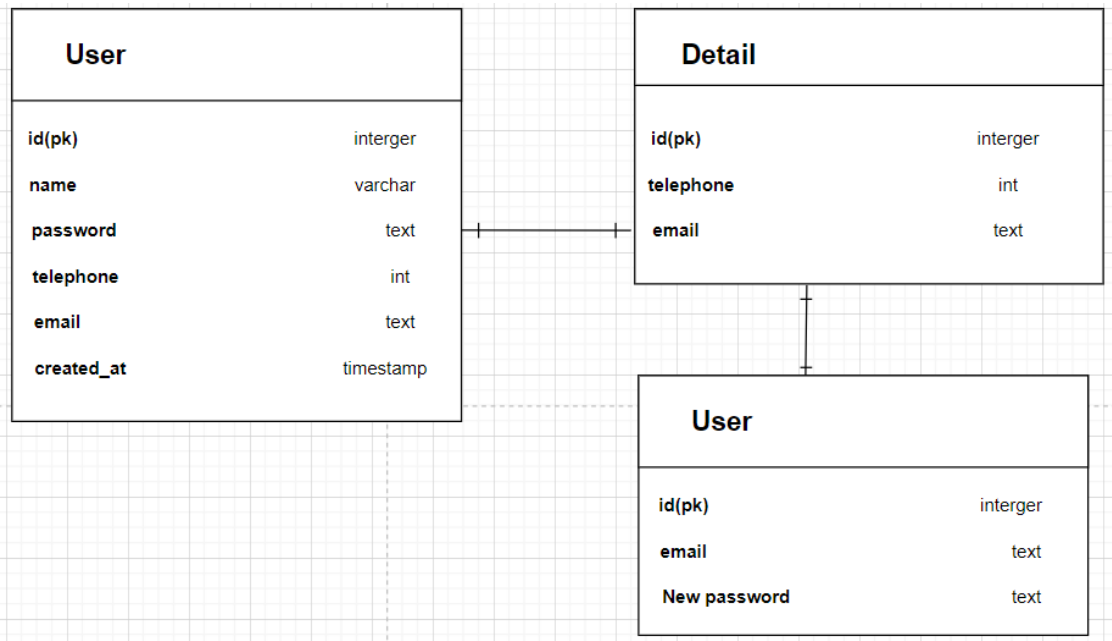 User
id(pk) interger
name varchar
password text
telephone int
email text
created_at timestamp
Detail
id(pk) interger
telephone int
email text
User
id(pk) interger
email text
New password text